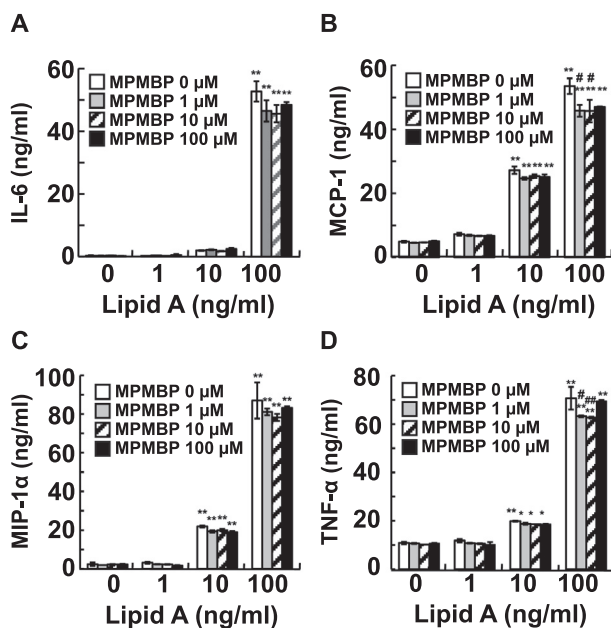 A
IL-6 (ng/ml)
60
50
40
30
20
10
0
MPMBP 0 µM
MPMBP 1 µM
MPMBP 10 µM
MPMBP 100 µM
**
** ** **
0 1 10 100
Lipid A (ng/ml)
B
MCP-1 (ng/ml)
60
40
20
0
MPMBP 0 µM
MPMBP 1 µM
MPMBP 10 µM
MPMBP 100 µM
**
** ** **
**
# #
** ** **
0 1 10 100
Lipid A (ng/ml)
C
MIP-1α (ng/ml)
100
80
60
40
20
0
MPMBP 0 µM
MPMBP 1 µM
MPMBP 10 µM
MPMBP 100 µM
**
** ** **
**
** ** **
0 1 10 100
Lipid A (ng/ml)
D
TNF-α (ng/ml)
80
60
40
20
0
MPMBP 0 µM
MPMBP 1 µM
MPMBP 10 µM
MPMBP 100 µM
** * * *
**
# ##
** ** **
0 1 10 100
Lipid A (ng/ml)